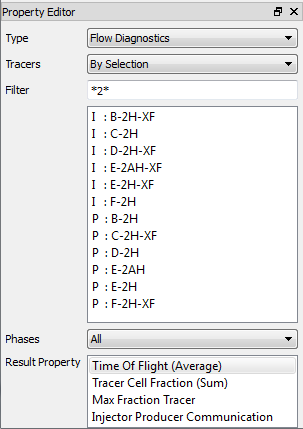 Property Editor
Type Flow Diagnostics
Tracers By Selection
Filter *2*
I : B-2H-XF
I : C-2H
I : D-2H-XF
I : E-2AH-XF
I : E-2H-XF
I : F-2H
P : B-2H
P : C-2H-XF
P : D-2H
P : E-2AH
P : E-2H
P : F-2H-XF
Phases All
Result Property Time Of Flight (Average)
Tracer Cell Fraction (Sum)
Max Fraction Tracer
Injector Producer Communication